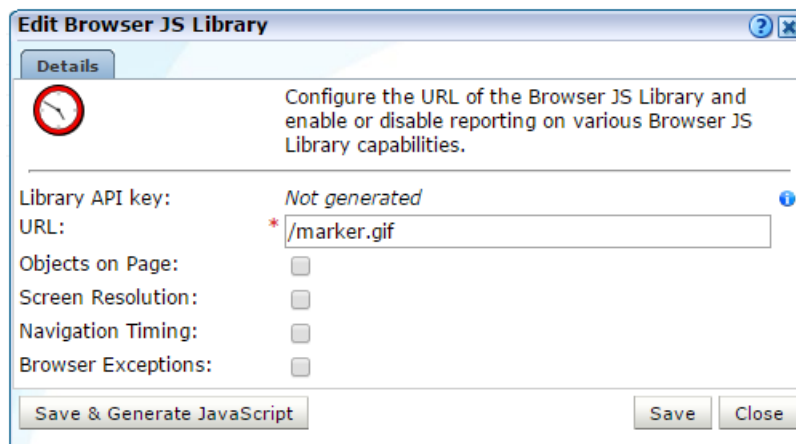 Edit Browser JS Library
Details
Configure the URL of the Browser JS Library and
enable or disable reporting on various Browser JS
Library capabilities.
Library API key: Not generated
URL: * /marker.gif
Objects on Page:
Screen Resolution:
Navigation Timing:
Browser Exceptions:
Save & Generate JavaScript Save Close